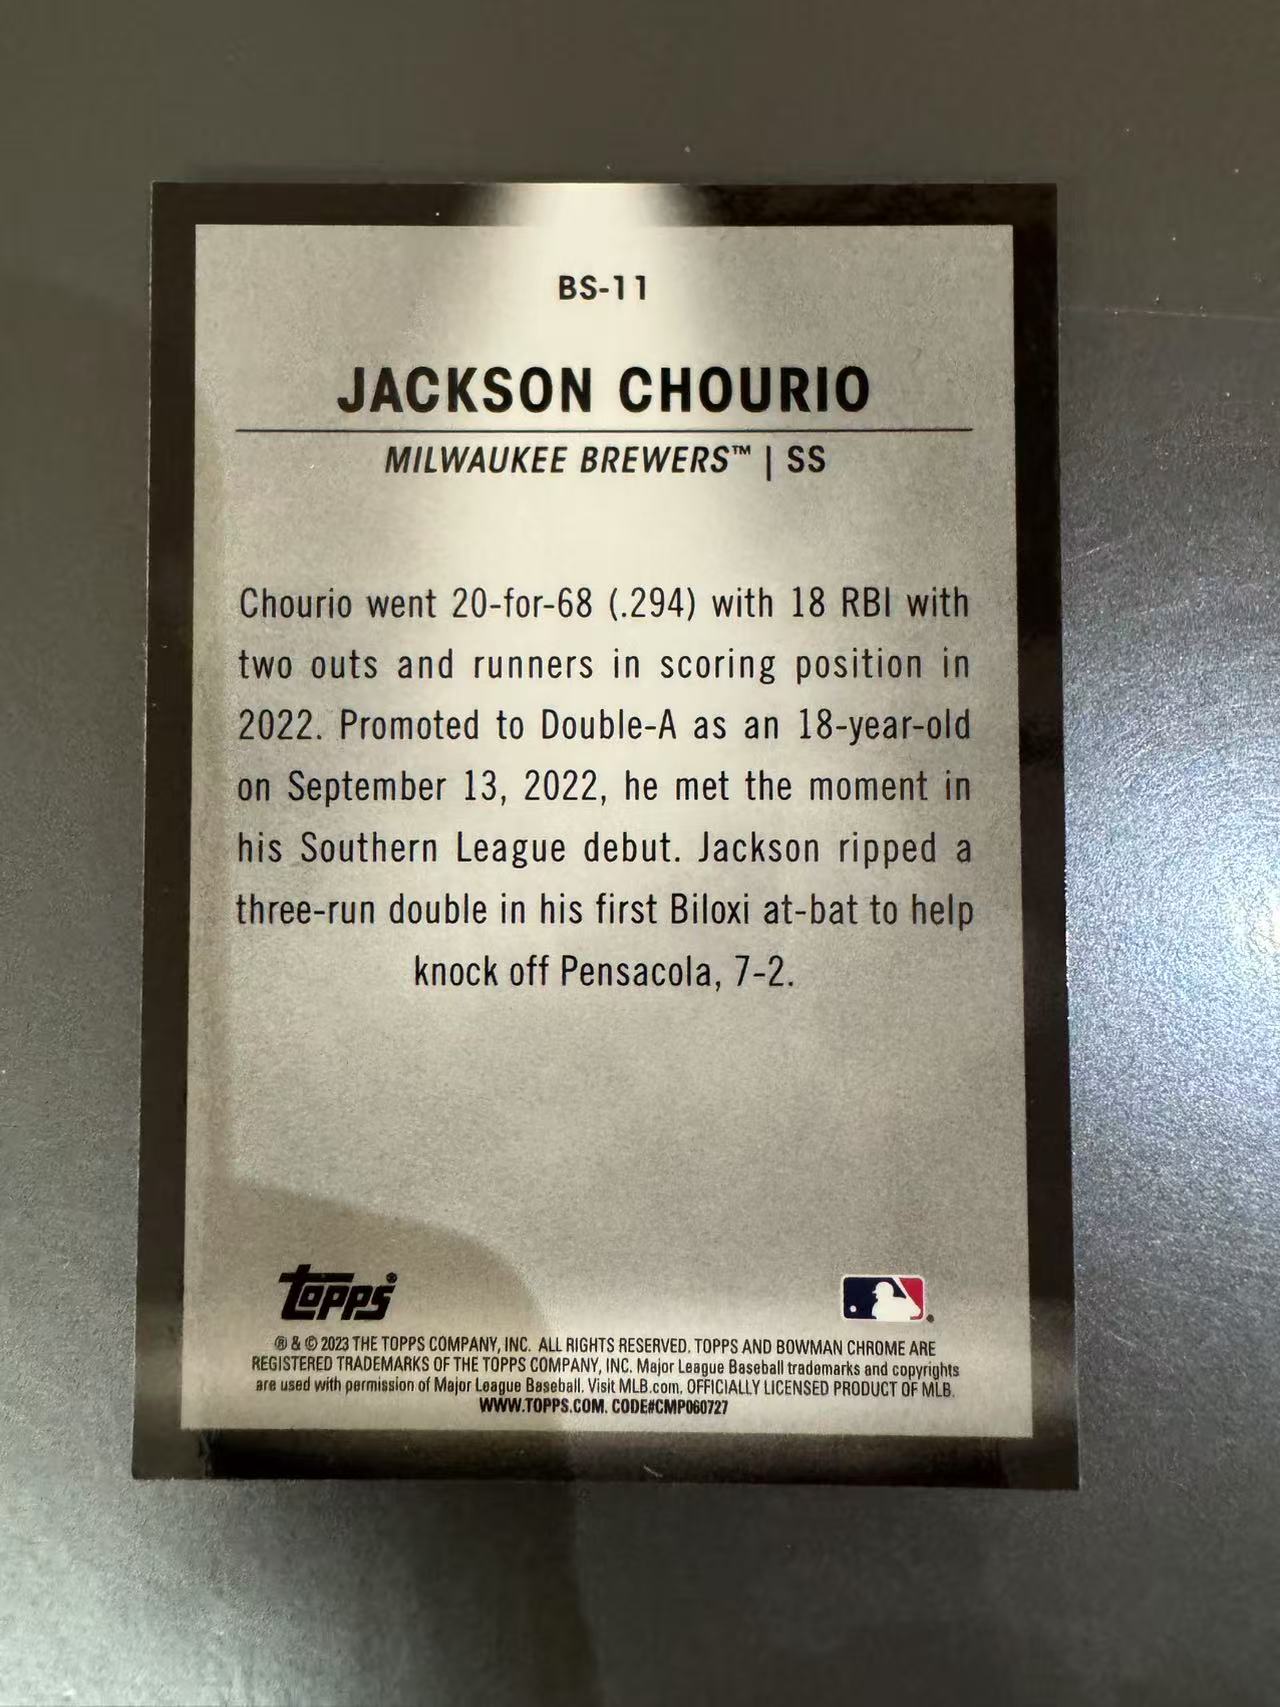 BS-11
JACKSON CHOURIO
MILWAUKEE BREWERS™ | SS
Chourio went 20-for-68 (.294) with 18 RBI with
two outs and runners in scoring position in
2022. Promoted to Double-A as an 18-year-old
on September 13, 2022, he met the moment in
his Southern League debut. Jackson ripped a
three-run double in his first Biloxi at-bat to help
knock off Pensacola, 7-2.
topps®
® & © 2023 THE TOPPS COMPANY, INC. ALL RIGHTS RESERVED. TOPPS AND BOWMAN CHROME ARE
REGISTERED TRADEMARKS OF THE TOPPS COMPANY, INC. Major League Baseball trademarks and copyrights
are used with permission of Major League Baseball. Visit MLB.com. OFFICIALLY LICENSED PRODUCT OF MLB.
WWW.TOPPS.COM. CODE#CMP060727